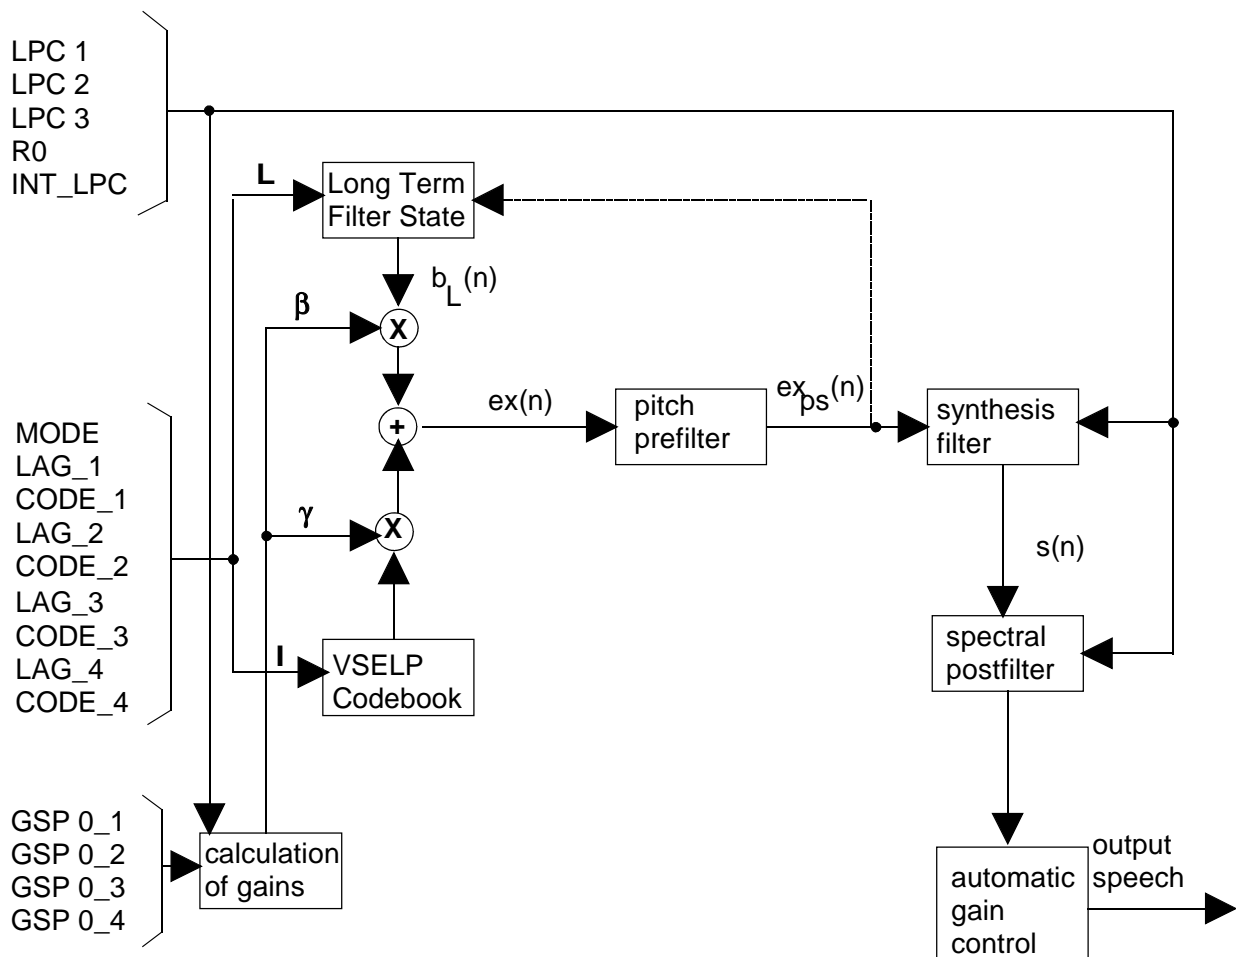 LPC 1
LPC 2
LPC 3
R0
INT_LPC
L
Long Term
Filter State
b_L(n)
β
X
MODE
LAG_1
CODE_1
LAG_2
CODE_2
LAG_3
CODE_3
LAG_4
CODE_4
+
ex(n)
pitch
prefilter
ex_ps(n)
synthesis
filter
γ
X
s(n)
I
VSELP
Codebook
spectral
postfilter
GSP 0_1
GSP 0_2
GSP 0_3
GSP 0_4
calculation
of gains
automatic
gain
control
output
speech